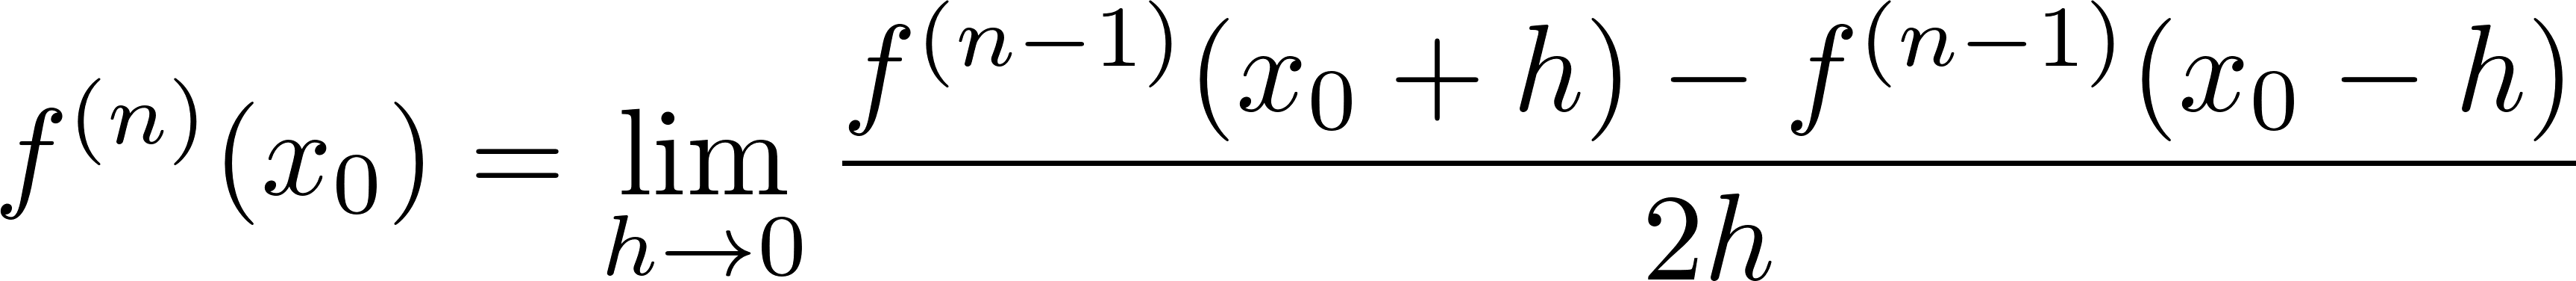 f^{(n)}(x_0) = \lim_{h \to 0} \frac{f^{(n-1)}(x_0 + h) - f^{(n-1)}(x_0 - h)}{2h}